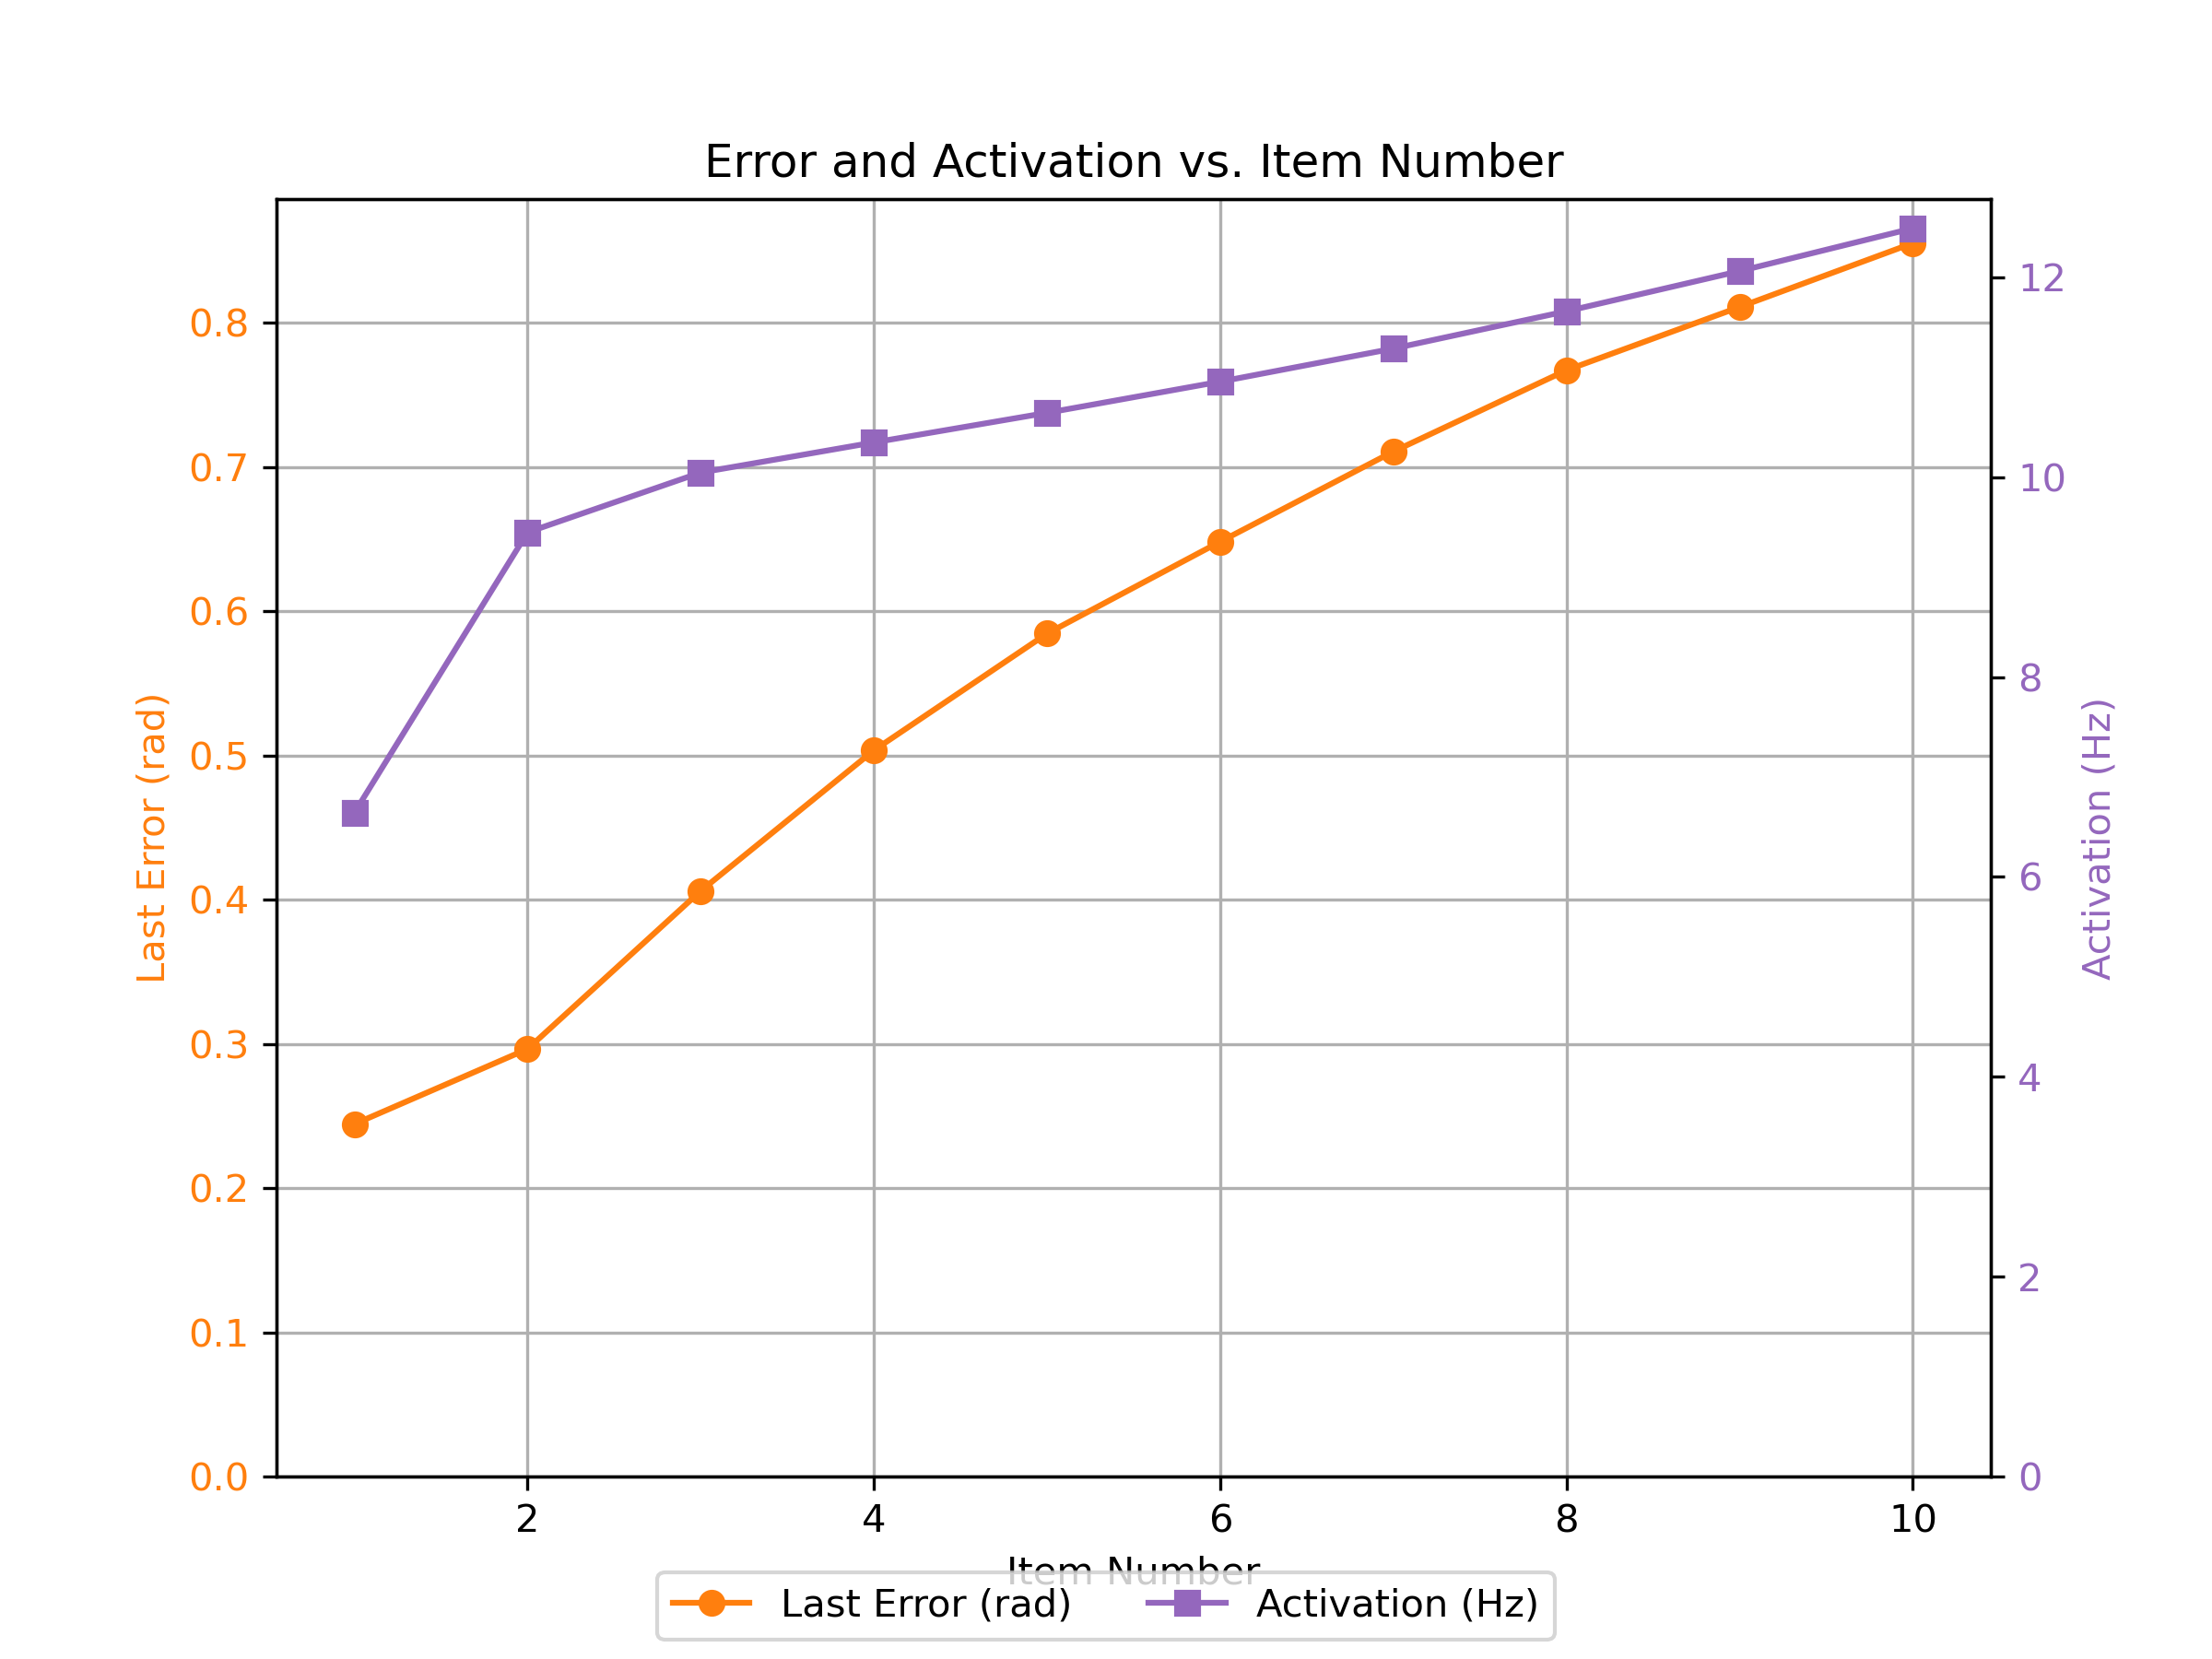 Error and Activation vs. Item Number
0.8
0.7
0.6
0.5
0.4
0.3
0.2
0.1
0.0
Last Error (rad)
12
10
8
6
4
2
0
Activation (Hz)
2 4 6 8 10
Item Number
Last Error (rad) Activation (Hz)